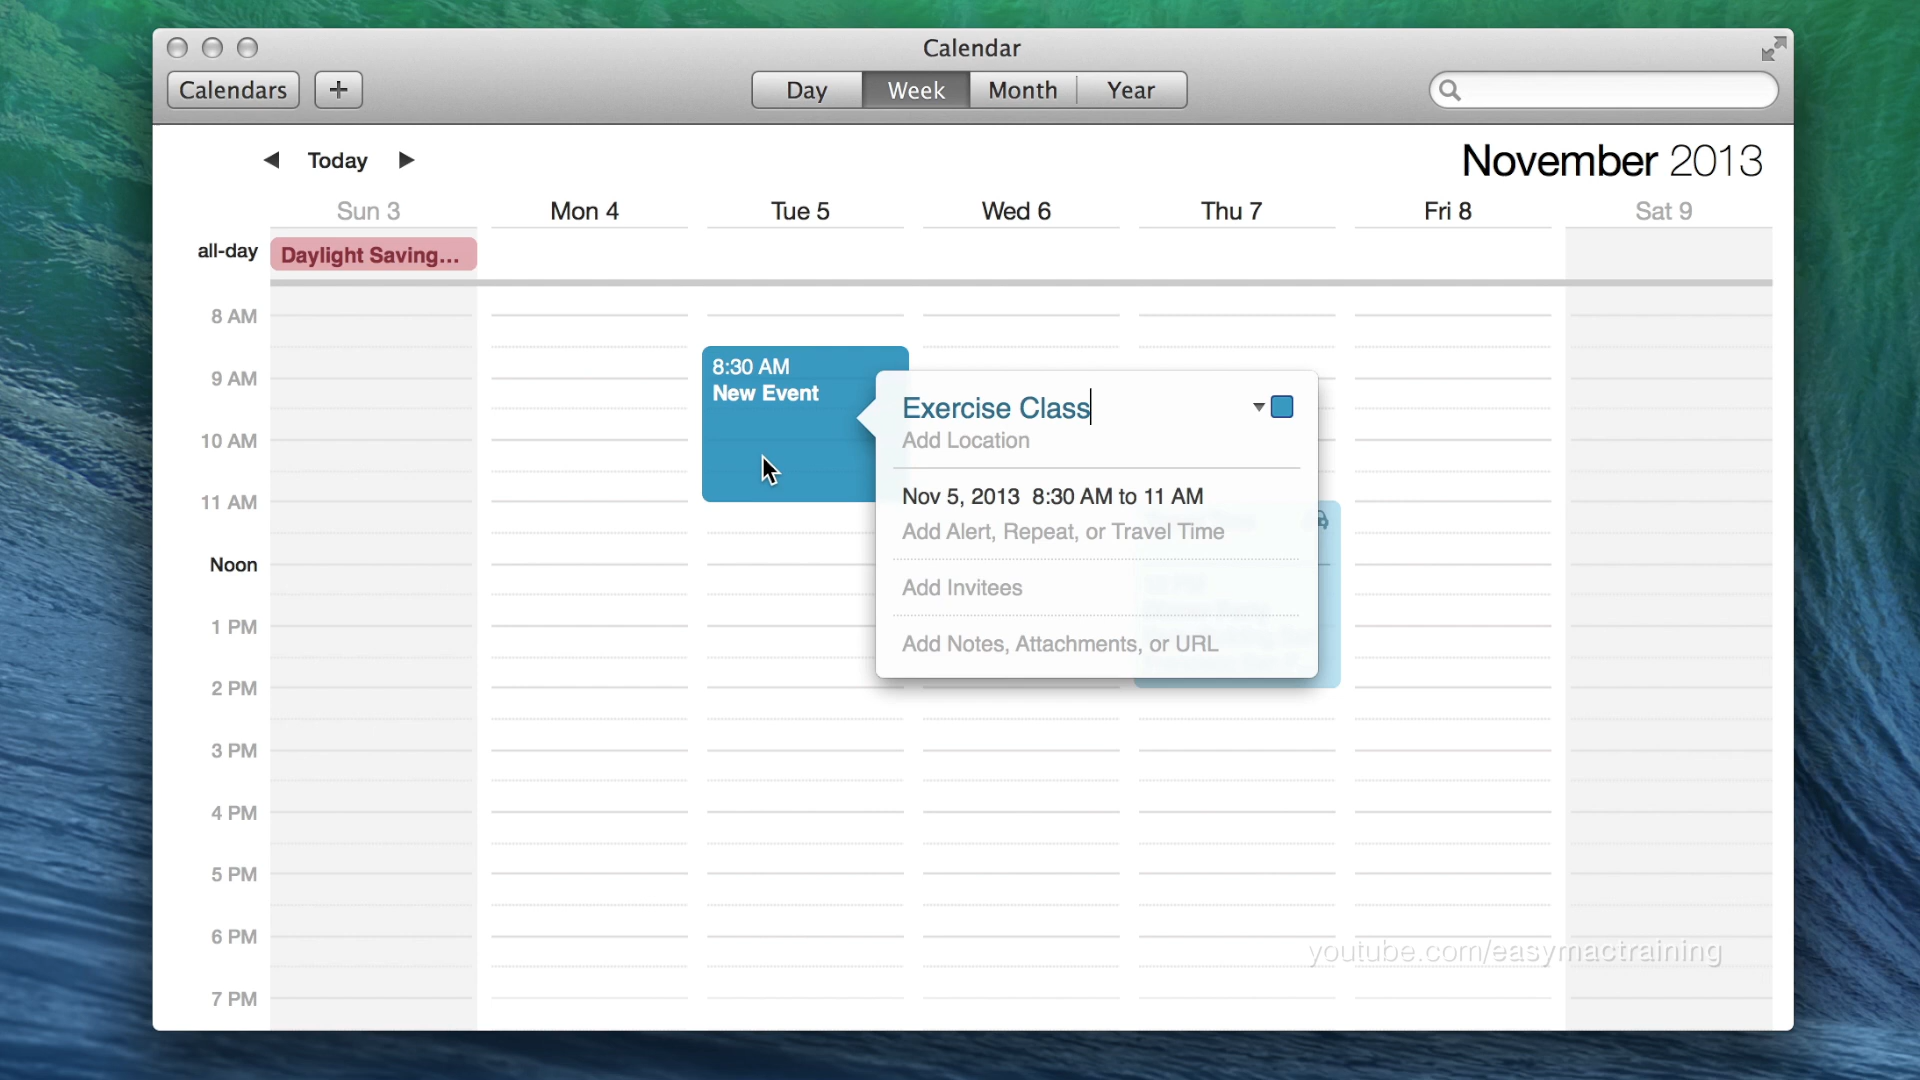 Calendar
Calendars
+
Day
Week
Month
Year
Today
November 2013
Sun 3
Mon 4
Tue 5
Wed 6
Thu 7
Fri 8
Sat 9
all-day
Daylight Saving...
8 AM
9 AM
10 AM
11 AM
Noon
1 PM
2 PM
3 PM
4 PM
5 PM
6 PM
7 PM
8:30 AM
New Event
Exercise Class
Add Location
Nov 5, 2013 8:30 AM to 11 AM
Add Alert, Repeat, or Travel Time
Add Invitees
Add Notes, Attachments, or URL
youtube.com/easymactraining